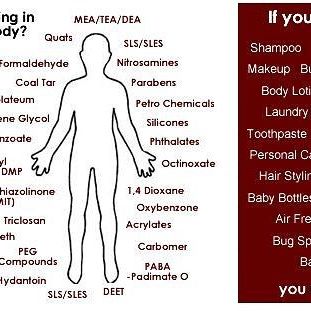 ing in
ody?
MEA/TEA/DEA
Quats
SLS/SLES
Formaldehyde
Nitrosamines
Coal Tar
Parabens
lateum
Petro Chemicals
ene Glycol
Silicones
nzoate
Phthalates
yl
DMP
Octinoxate
hiazolinone
MIT)
1,4 Dioxane
Oxybenzone
Triclosan
Acrylates
eth
PEG
Compounds
Carbomer
Hydantoin
PABA
-Padimate O
SLS/SLES
DEET
If you
Shampoo
Makeup Bu
Body Loti
Laundry
Toothpaste
Personal Ca
Hair Stylin
Baby Bottles
Air Fre
Bug Sp
Ba
you